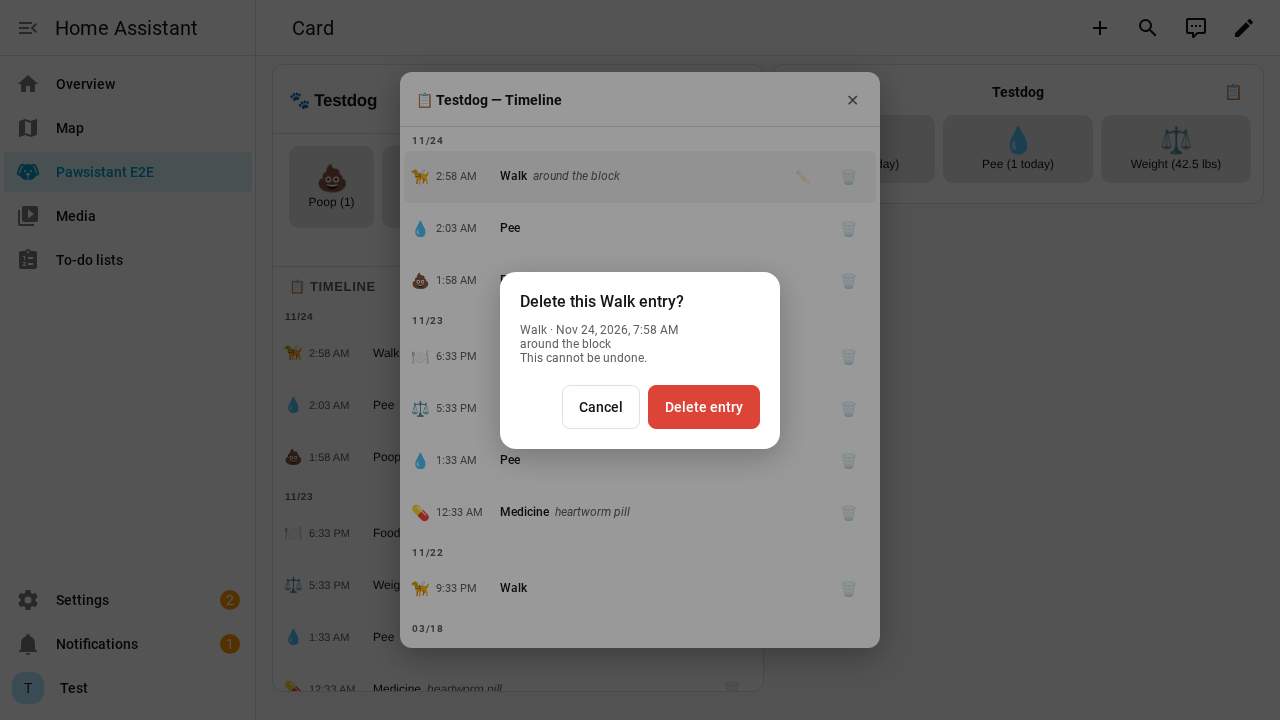 Home Assistant
Card
Overview
Map
Pawsistant E2E
Media
To-do lists
Settings
2
Notifications
1
T
Test
Testdog
Poop (1)
TIMELINE
11/24
2:58 AM Walk
2:03 AM Pee
1:58 AM Poop
11/23
6:33 PM Food
5:33 PM Weig
1:33 AM Pee
12:33 AM Medicine heartworm pill
Testdog
day)
Pee (1 today)
Weight (42.5 lbs)
Testdog — Timeline
11/24
2:58 AM Walk around the block
2:03 AM Pee
1:58 AM
11/23
6:33 PM
5:33 PM
1:33 AM Pee
12:33 AM Medicine heartworm pill
11/22
9:33 PM Walk
03/18
Delete this Walk entry?
Walk · Nov 24, 2026, 7:58 AM
around the block
This cannot be undone.
Cancel
Delete entry